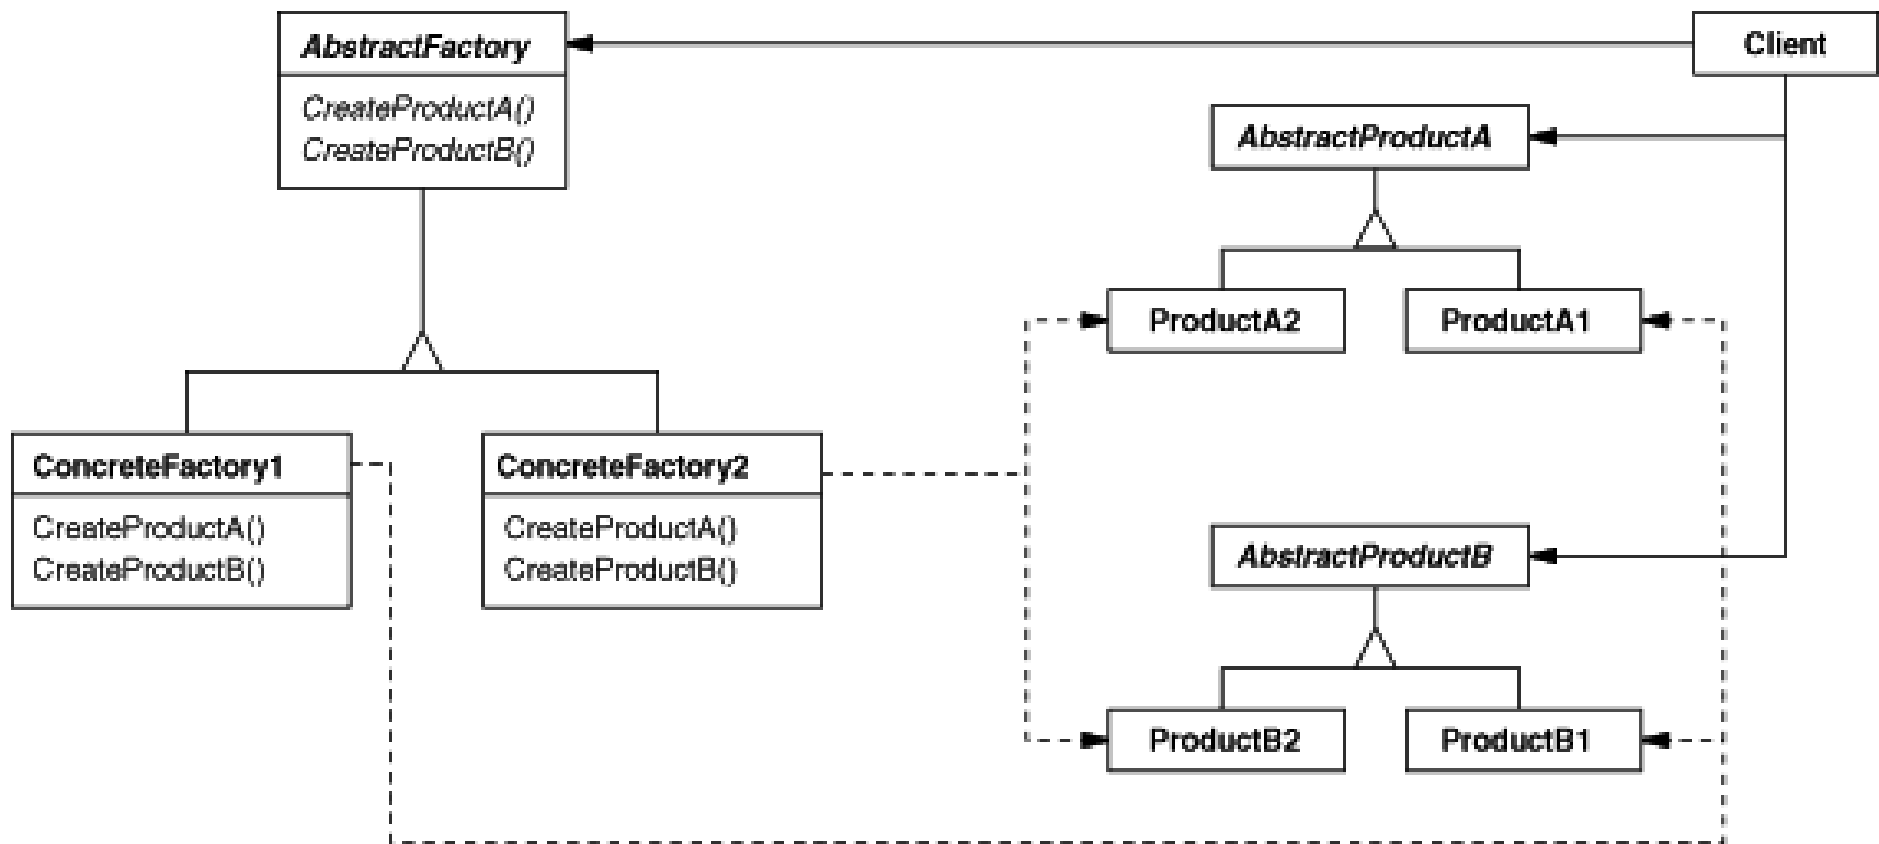 AbstractFactory
CreateProductA()
CreateProductB()
Client
AbstractProductA
ProductA2
ProductA1
ConcreteFactory1
CreateProductA()
CreateProductB()
ConcreteFactory2
CreateProductA()
CreateProductB()
AbstractProductB
ProductB2
ProductB1